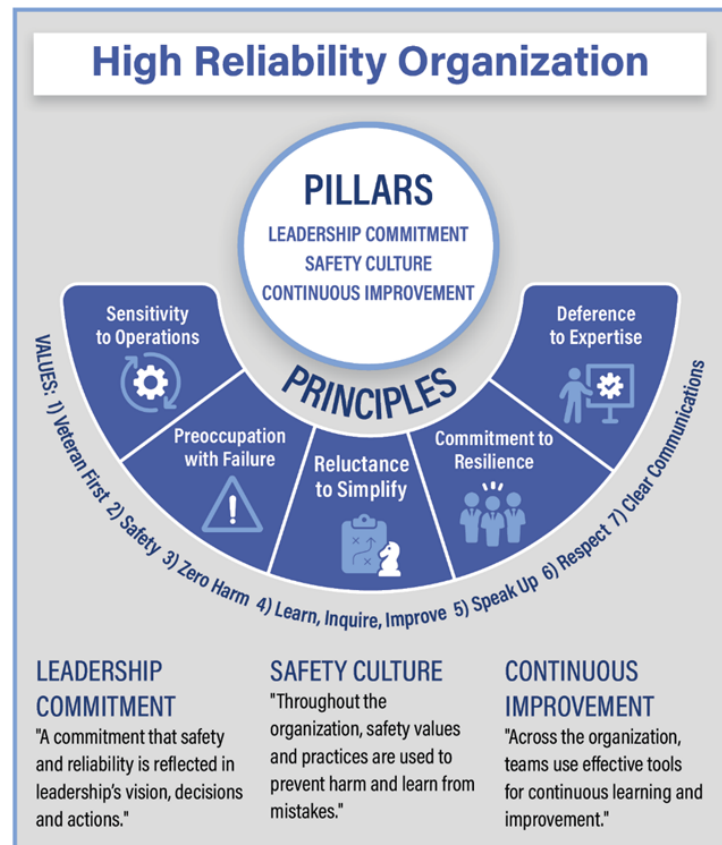 High Reliability Organization
PILLARS
LEADERSHIP COMMITMENT
SAFETY CULTURE
CONTINUOUS IMPROVEMENT
PRINCIPLES
Sensitivity
to Operations
Preoccupation
with Failure
Reluctance
to Simplify
Commitment to
Resilience
Deference
to Expertise
VALUES: 1) Veteran First 2) Safety 3) Zero Harm 4) Learn, Inquire, Improve 5) Speak Up 6) Respect 7) Clear Communications
LEADERSHIP
COMMITMENT
"A commitment that safety
and reliability is reflected in
leadership's vision, decisions
and actions."
SAFETY CULTURE
"Throughout the
organization, safety values
and practices are used to
prevent harm and learn from
mistakes."
CONTINUOUS
IMPROVEMENT
"Across the organization,
teams use effective tools
for continuous learning and
improvement."